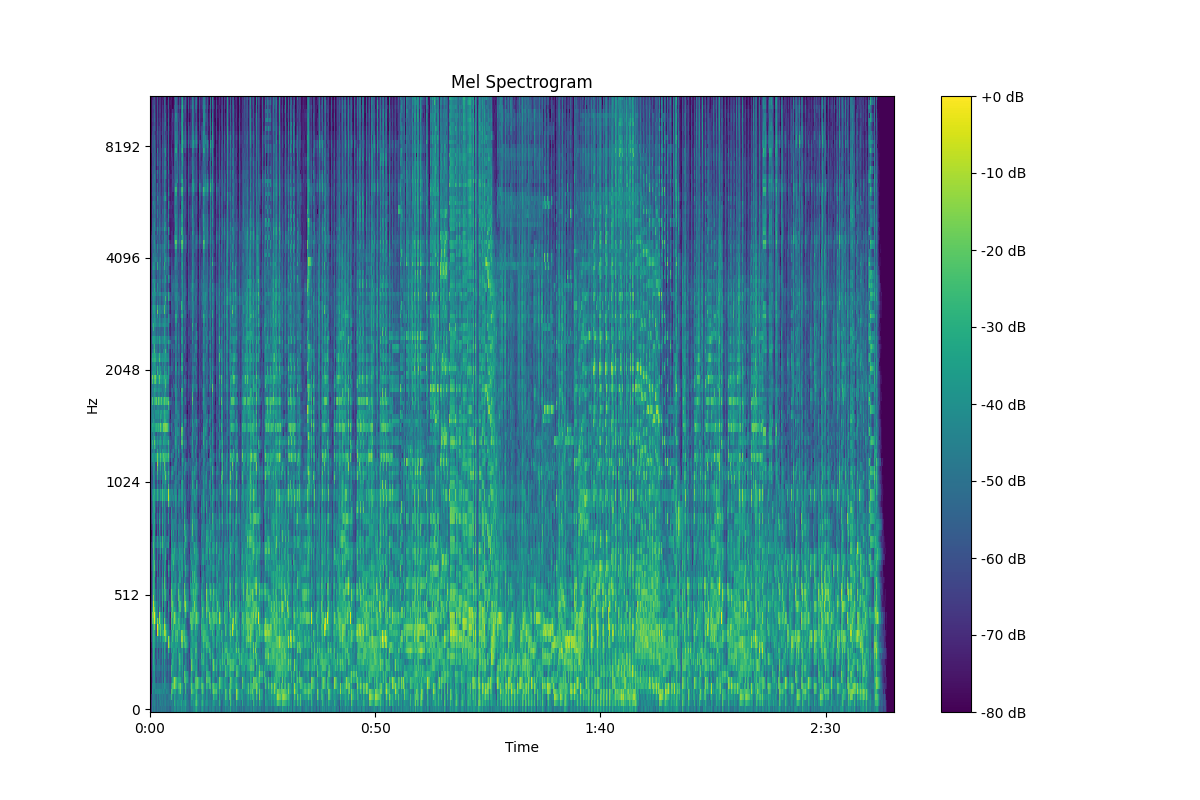 Mel Spectrogram
8192
4096
2048
1024
512
0
Hz
0:00 0:50 1:40 2:30
Time
+0 dB
-10 dB
-20 dB
-30 dB
-40 dB
-50 dB
-60 dB
-70 dB
-80 dB